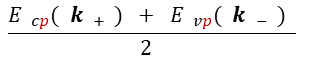 E cp( k + ) + E vp( k − )
2